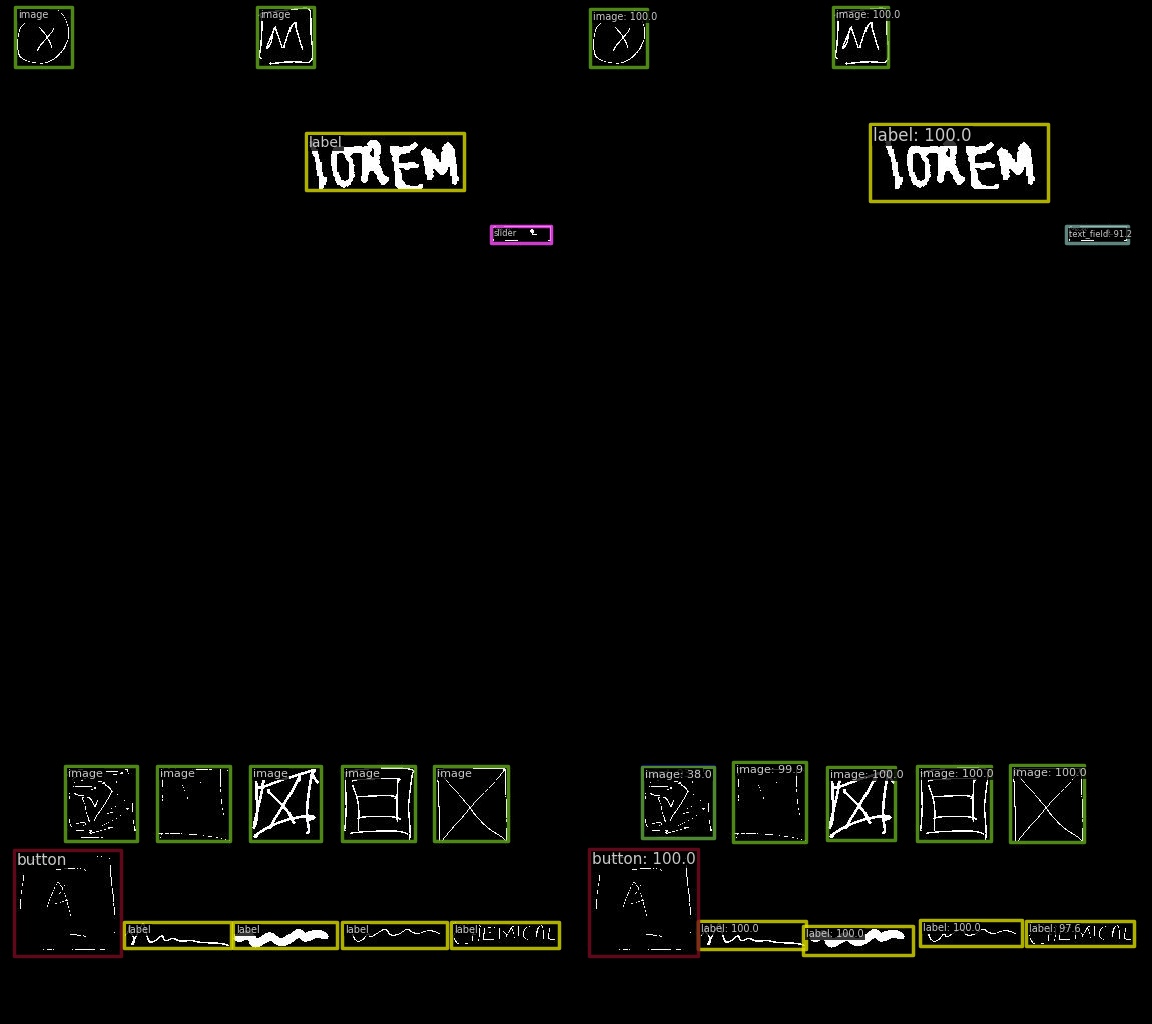 image image image: 100.0 image: 100.0
X M X M
label label: 100.0
lOREM lOREM
slider text_field: 91.2
image image image image image image: 38.0 image: 99.9 image: 100.0 image: 100.0 image: 100.0
button button: 100.0
A A
label label label label label: 100.0 label: 100.0 label: 100.0 label: 97.6